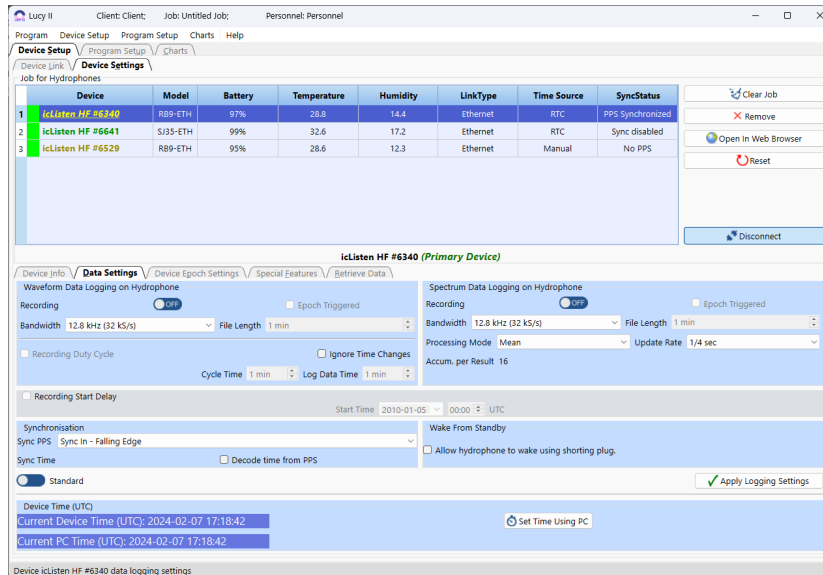 Lucy II Client: Client; Job: Untitled Job; Personnel: Personnel
Program Device Setup Program Setup Charts Help
Device Setup Program Setup Charts
Device Link Device Settings
Job for Hydrophones
Device Model Battery Temperature Humidity LinkType Time Source SyncStatus
1 icListen HF #6340 RB9-ETH 97% 28.8 14.4 Ethernet RTC PPS Synchronized
2 icListen HF #6641 SJ35-ETH 99% 32.6 17.2 Ethernet RTC Sync disabled
3 icListen HF #6529 RB9-ETH 95% 28.6 12.3 Ethernet Manual No PPS
Clear Job
Remove
Open In Web Browser
Reset
Disconnect
icListen HF #6340 (Primary Device)
Device Info Data Settings Device Epoch Settings Special Features Retrieve Data
Waveform Data Logging on Hydrophone
Recording OFF Epoch Triggered
Bandwidth 12.8 kHz (32 kS/s) File Length 1 min
Recording Duty Cycle Ignore Time Changes
Cycle Time 1 min Log Data Time 1 min
Spectrum Data Logging on Hydrophone
Recording OFF Epoch Triggered
Bandwidth 12.8 kHz (32 kS/s) File Length 1 min
Processing Mode Mean Update Rate 1/4 sec
Accum. per Result 16
Recording Start Delay
Start Time 2010-01-05 00:00 UTC
Synchronisation
Sync PPS Sync In - Falling Edge
Sync Time Decode time from PPS
Wake From Standby
Allow hydrophone to wake using shorting plug.
Standard
Apply Logging Settings
Device Time (UTC)
Current Device Time (UTC): 2024-02-07 17:18:42
Set Time Using PC
Current PC Time (UTC): 2024-02-07 17:18:42
Device icListen HF #6340 data logging settings